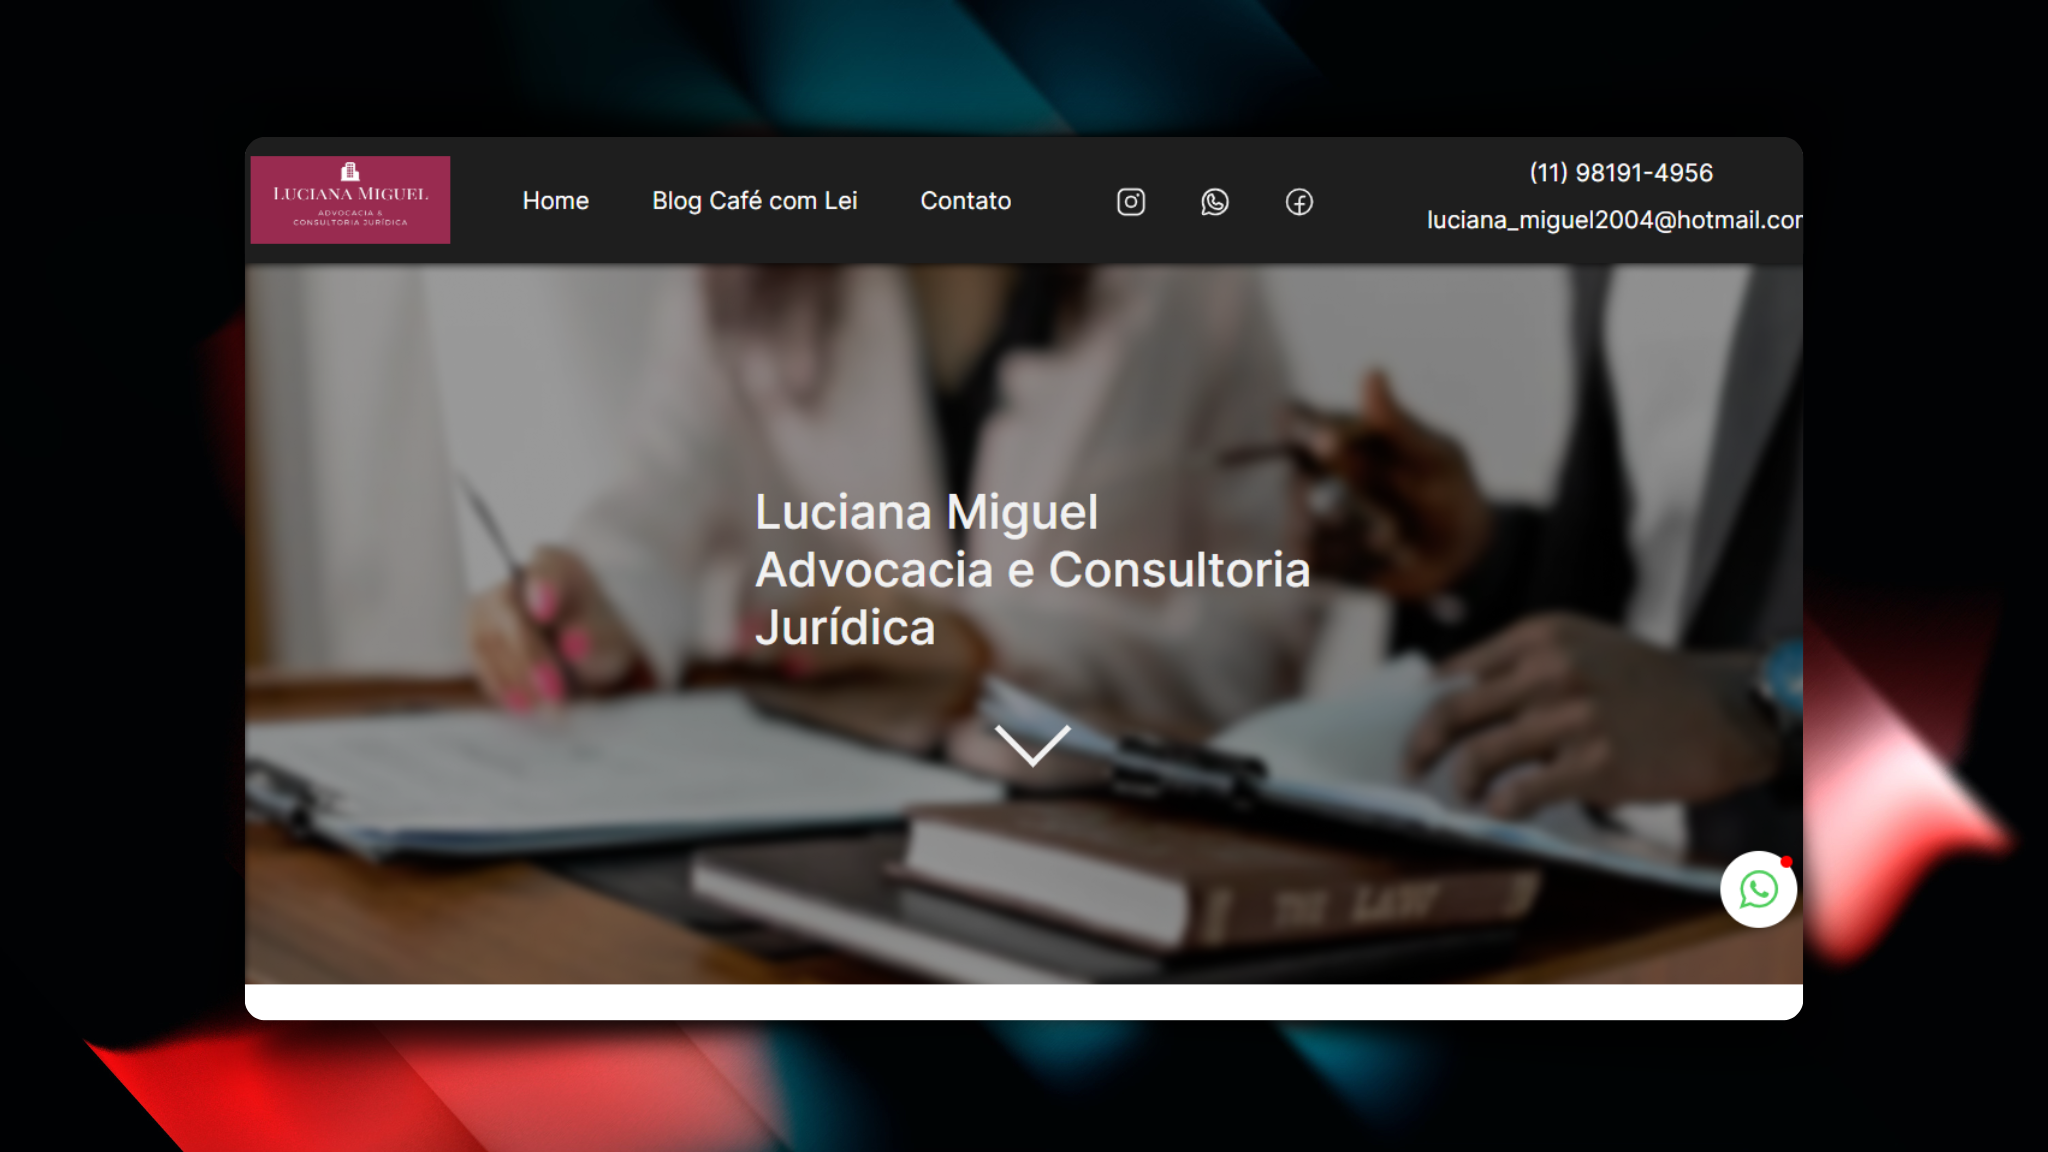 LUCIANA MIGUEL
ADVOCACIA &
CONSULTORIA JURÍDICA
Home
Blog Café com Lei
Contato
(11) 98191-4956
luciana_miguel2004@hotmail.cor
Luciana Miguel
Advocacia e Consultoria
Jurídica
THE LAW